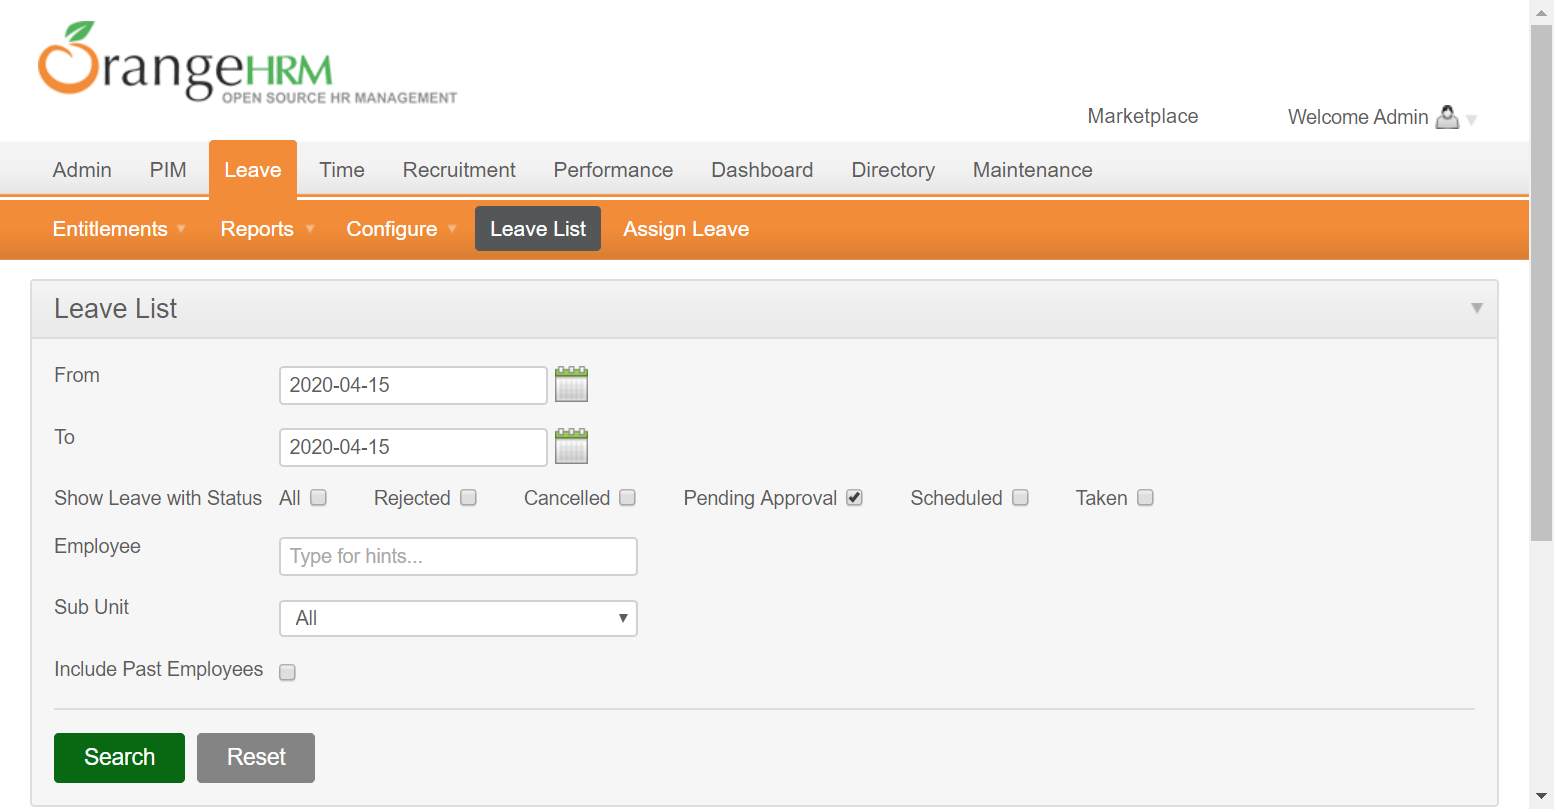 OrangeHRM
OPEN SOURCE HR MANAGEMENT
Marketplace Welcome Admin
Admin PIM Leave Time Recruitment Performance Dashboard Directory Maintenance
Entitlements Reports Configure Leave List Assign Leave
Leave List
From 2020-04-15
To 2020-04-15
Show Leave with Status All Rejected Cancelled Pending Approval Scheduled Taken
Employee Type for hints...
Sub Unit All
Include Past Employees
Search Reset